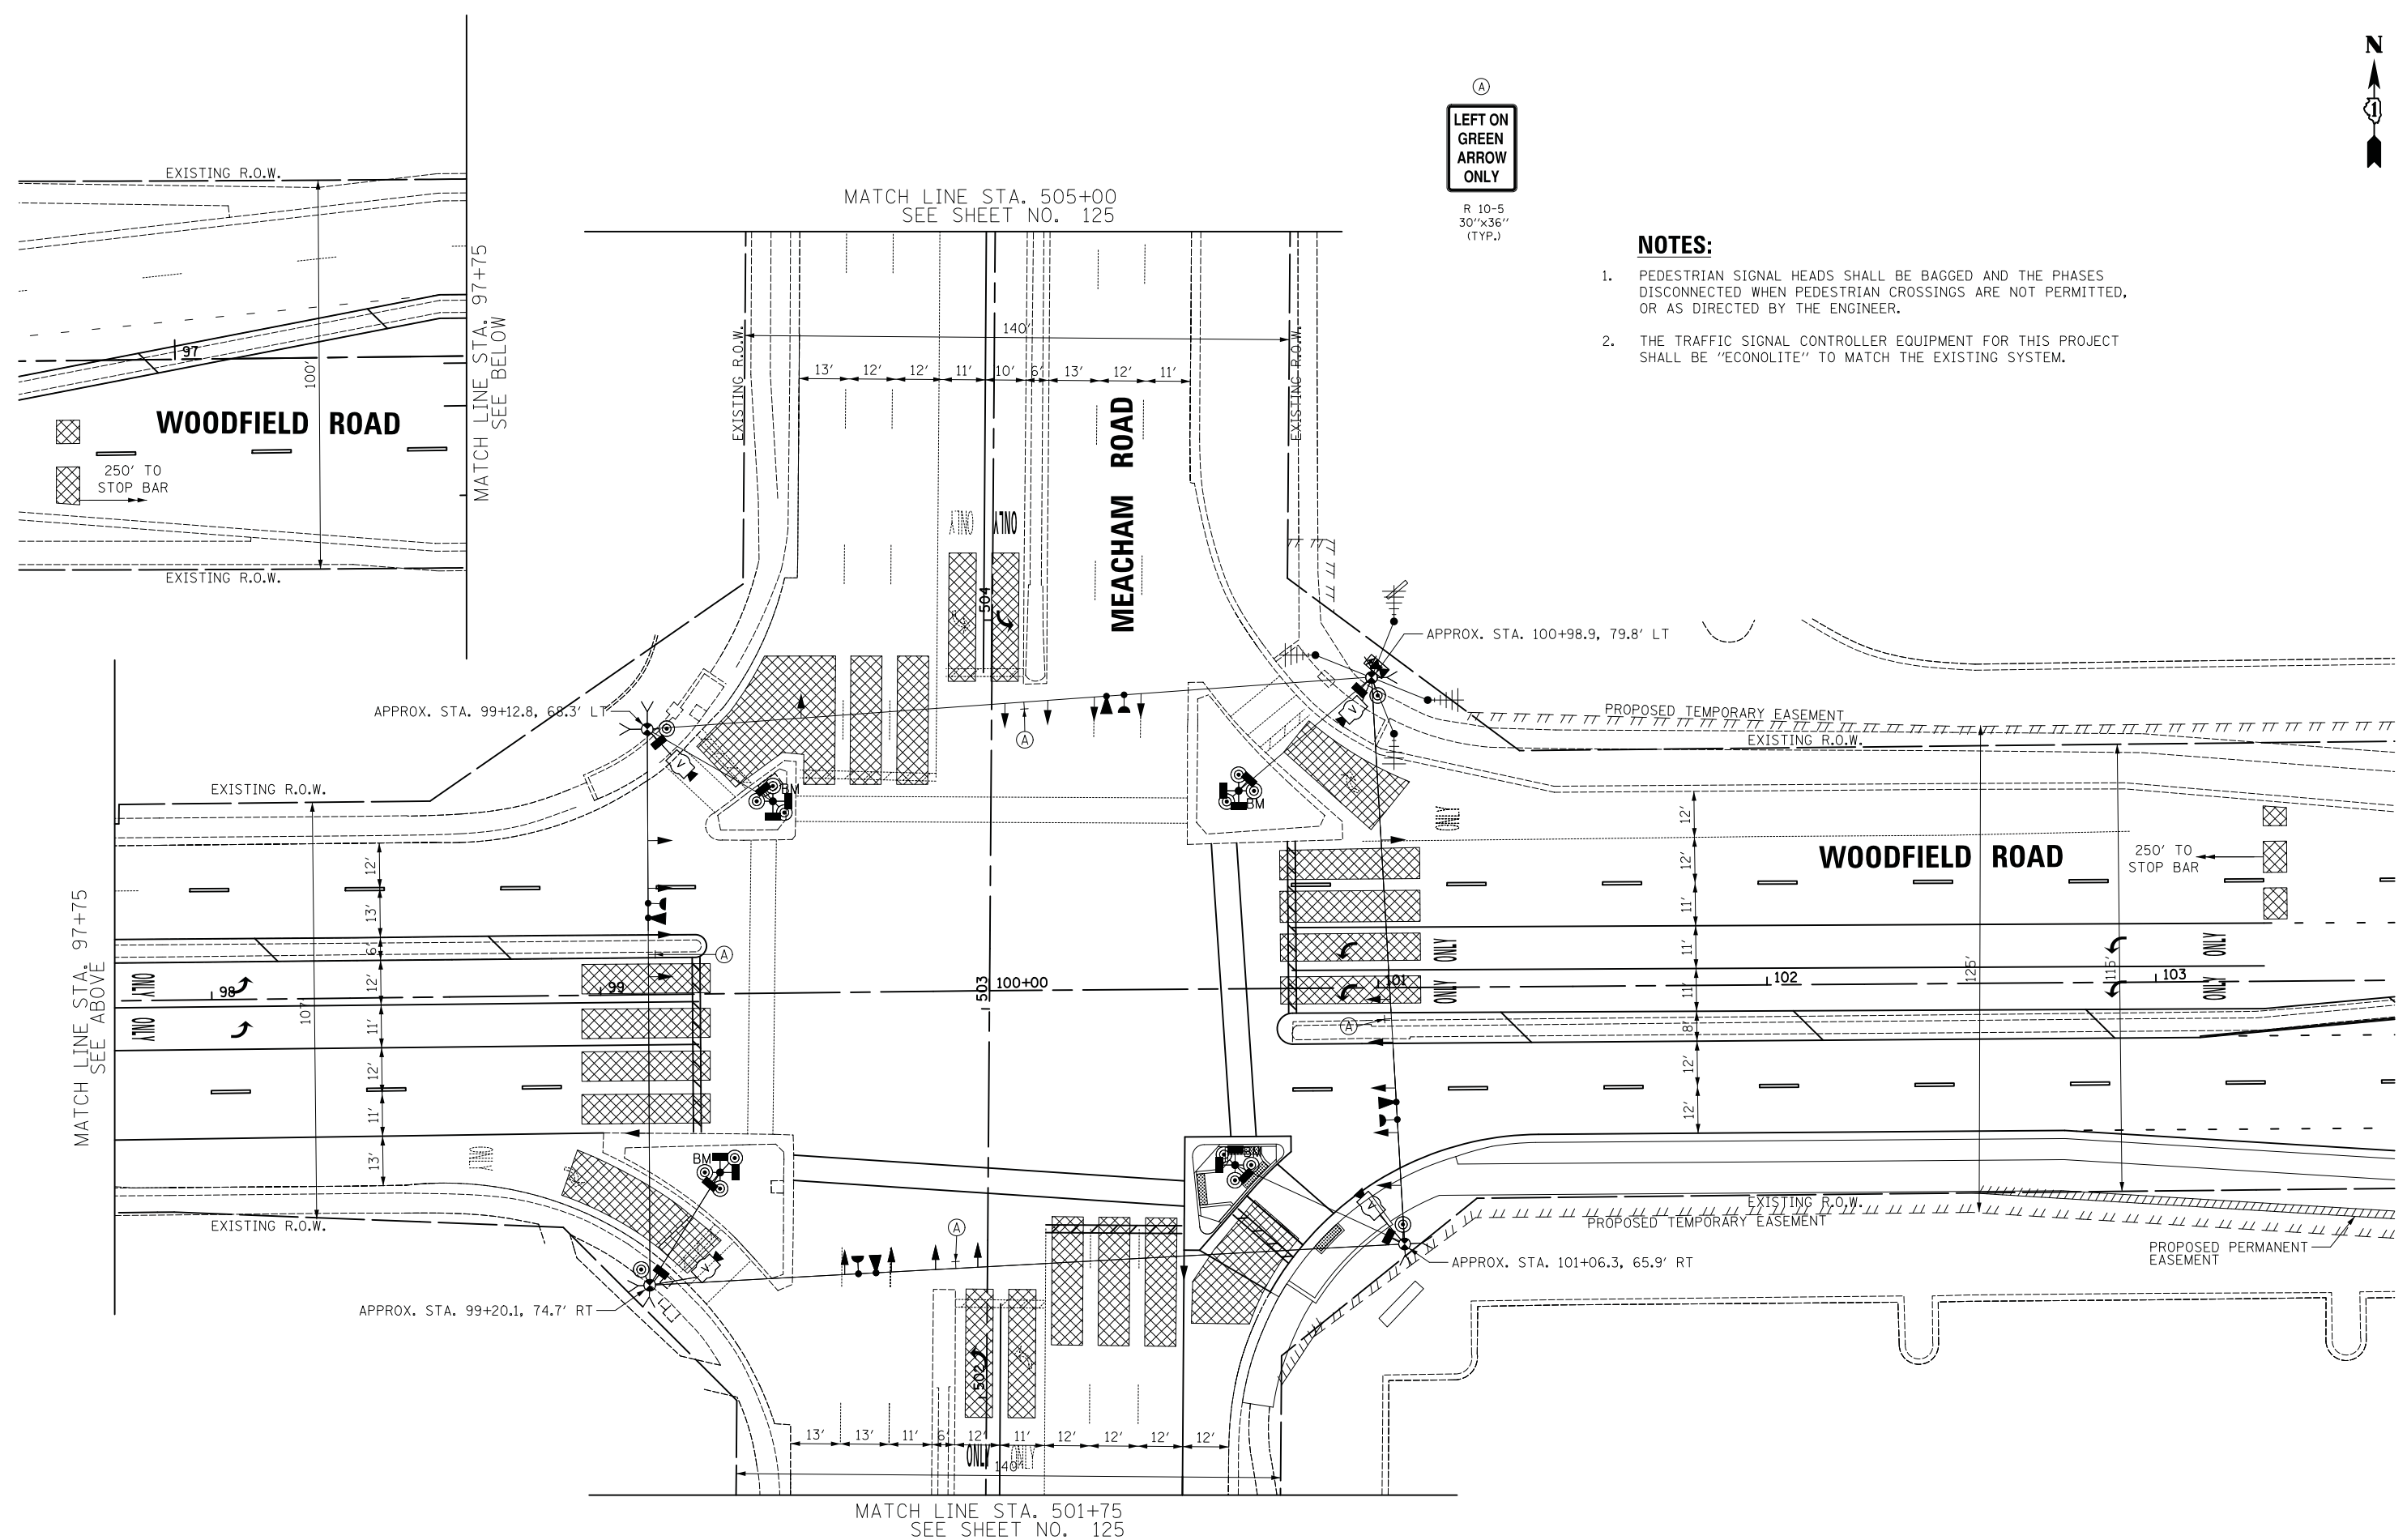 N
1
A
LEFT ON
GREEN
ARROW
ONLY
R 10-5
30"x36"
(TYP.)
NOTES:
1. PEDESTRIAN SIGNAL HEADS SHALL BE BAGGED AND THE PHASES
DISCONNECTED WHEN PEDESTRIAN CROSSINGS ARE NOT PERMITTED,
OR AS DIRECTED BY THE ENGINEER.
2. THE TRAFFIC SIGNAL CONTROLLER EQUIPMENT FOR THIS PROJECT
SHALL BE "ECONOLITE" TO MATCH THE EXISTING SYSTEM.
EXISTING R.O.W.
97
100'
WOODFIELD ROAD
250' TO
STOP BAR
EXISTING R.O.W.
MATCH LINE STA. 97+75
SEE BELOW
MATCH LINE STA. 505+00
SEE SHEET NO. 125
EXISTING R.O.W.
140'
EXISTING R.O.W.
13'
12'
12'
11'
10'
6'
13'
12'
11'
MEACHAM ROAD
ONLY
ONLY
504
APPROX. STA. 100+98.9, 79.8' LT
APPROX. STA. 99+12.8, 68.3' LT
A
V
V
BM
BM
PROPOSED TEMPORARY EASEMENT
EXISTING R.O.W.
EXISTING R.O.W.
ONLY
12'
12'
11'
11'
11'
8'
12'
12'
WOODFIELD ROAD
250' TO
STOP BAR
125'
115'
ONLY
ONLY
ONLY
ONLY
101
102
103
A
MATCH LINE STA. 97+75
SEE ABOVE
12'
13'
6'
12'
11'
12'
11'
13'
107'
ONLY
ONLY
98
99
A
503
100+00
ONLY
BM
BM
V
V
EXISTING R.O.W.
EXISTING R.O.W.
PROPOSED TEMPORARY EASEMENT
PROPOSED PERMANENT
EASEMENT
APPROX. STA. 101+06.3, 65.9' RT
APPROX. STA. 99+20.1, 74.7' RT
A
502
13'
13'
11'
6'
12'
11'
12'
12'
12'
12'
ONLY
ONLY
140'
MATCH LINE STA. 501+75
SEE SHEET NO. 125